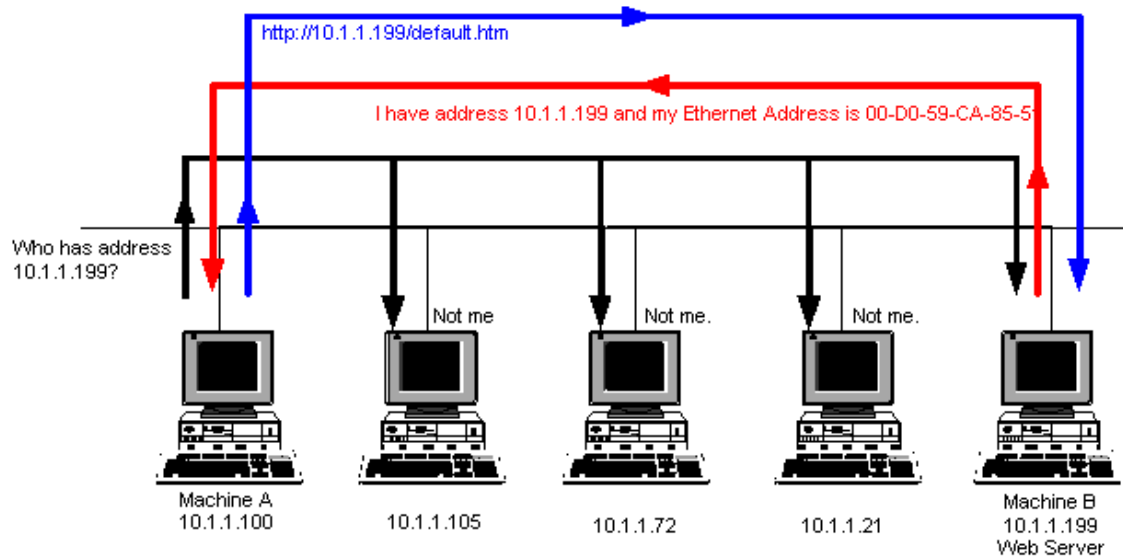 http://10.1.1.199/default.htm
I have address 10.1.1.199 and my Ethernet Address is 00-D0-59-CA-85-5
Who has address
10.1.1.199?
Not me
Not me.
Not me.
Machine A
10.1.1.100
10.1.1.105
10.1.1.72
10.1.1.21
Machine B
10.1.1.199
Web Server